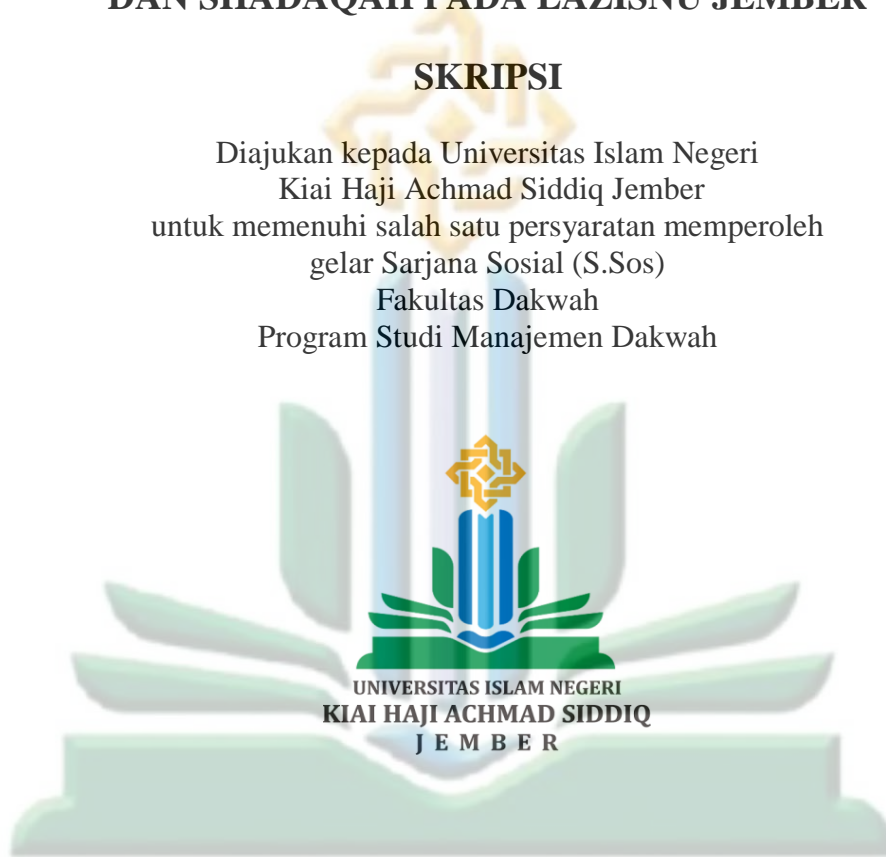 DAN SHADAQAH PADA LAZISNU JEMBER
SKRIPSI
Diajukan kepada Universitas Islam Negeri
Kiai Haji Achmad Siddiq Jember
untuk memenuhi salah satu persyaratan memperoleh
gelar Sarjana Sosial (S.Sos)
Fakultas Dakwah
Program Studi Manajemen Dakwah
UNIVERSITAS ISLAM NEGERI
KIAI HAJI ACHMAD SIDDIQ
JEMBER